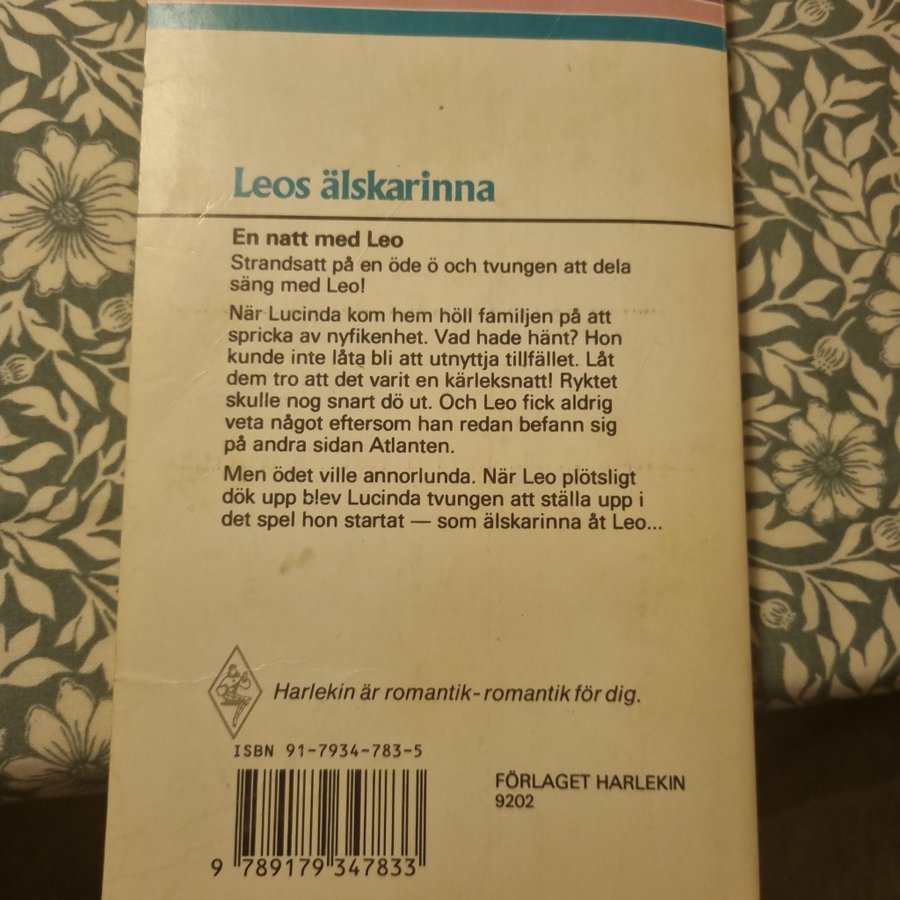 Leos älskarinna
En natt med Leo
Strandsatt på en öde ö och tvungen att dela
säng med Leo!
När Lucinda kom hem höll familjen på att
spricka av nyfikenhet. Vad hade hänt? Hon
kunde inte låta bli att utnyttja tillfället. Låt
dem tro att det varit en kärleksnatt! Ryktet
skulle nog snart dö ut. Och Leo fick aldrig
veta något eftersom han redan befann sig
på andra sidan Atlanten.
Men ödet ville annorlunda. När Leo plötsligt
dök upp blev Lucinda tvungen att ställa upp i
det spel hon startat — som älskarinna åt Leo...
Harlekin är romantik-romantik för dig.
ISBN 91-7934-783-5
FÖRLAGET HARLEKIN
9202
9 789179 347833